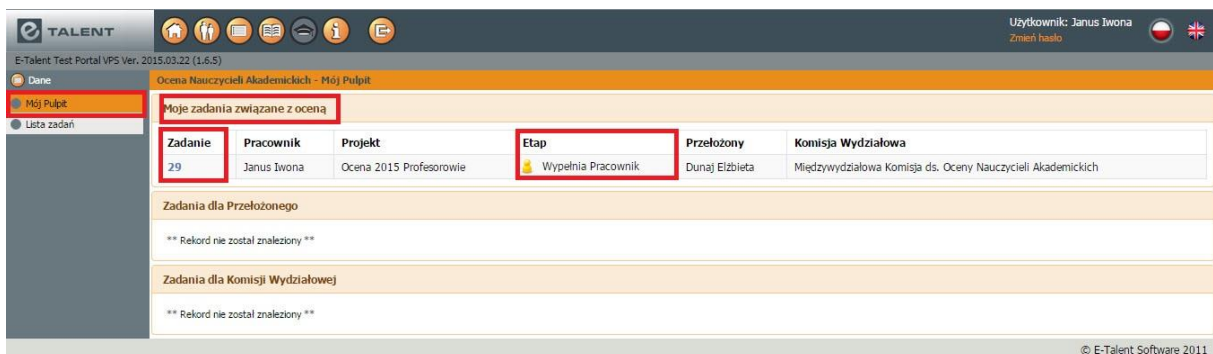 e TALENT
Użytkownik: Janus Iwona
Zmień hasło
E-Talent Test Portal VPS Ver. 2015.03.22 (1.6.5)
Dane
Ocena Nauczycieli Akademickich - Mój Pulpit
Mój Pulpit
Moje zadania związane z oceną
Lista zadań
Zadanie Pracownik Projekt Etap Przełożony Komisja Wydziałowa
29 Janus Iwona Ocena 2015 Profesorowie Wypełnia Pracownik Dunaj Elżbieta Międzywydziałowa Komisja ds. Oceny Nauczycieli Akademickich
Zadania dla Przełożonego
** Rekord nie został znaleziony **
Zadania dla Komisji Wydziałowej
** Rekord nie został znaleziony **
© E-Talent Software 2011